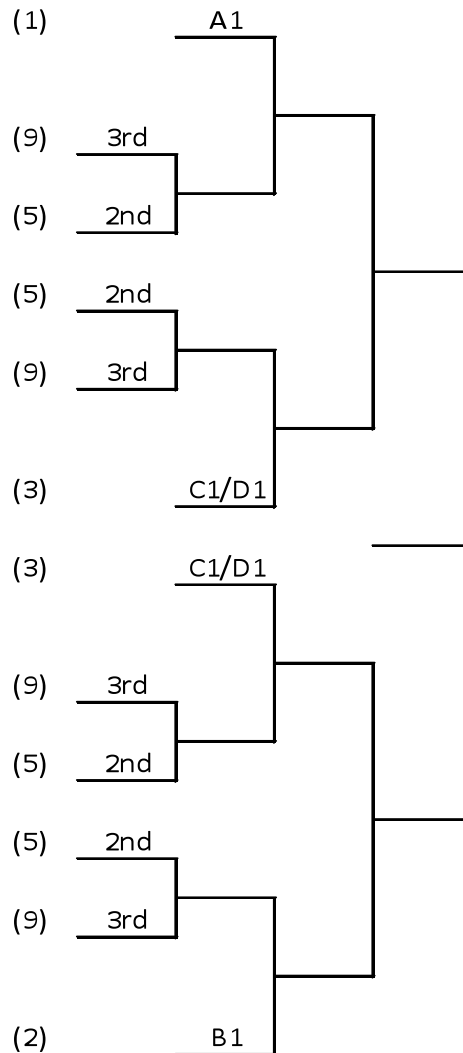 (1) A1
(9) 3rd
(5) 2nd
(5) 2nd
(9) 3rd
(3) C1/D1
(3) C1/D1
(9) 3rd
(5) 2nd
(5) 2nd
(9) 3rd
(2) B1